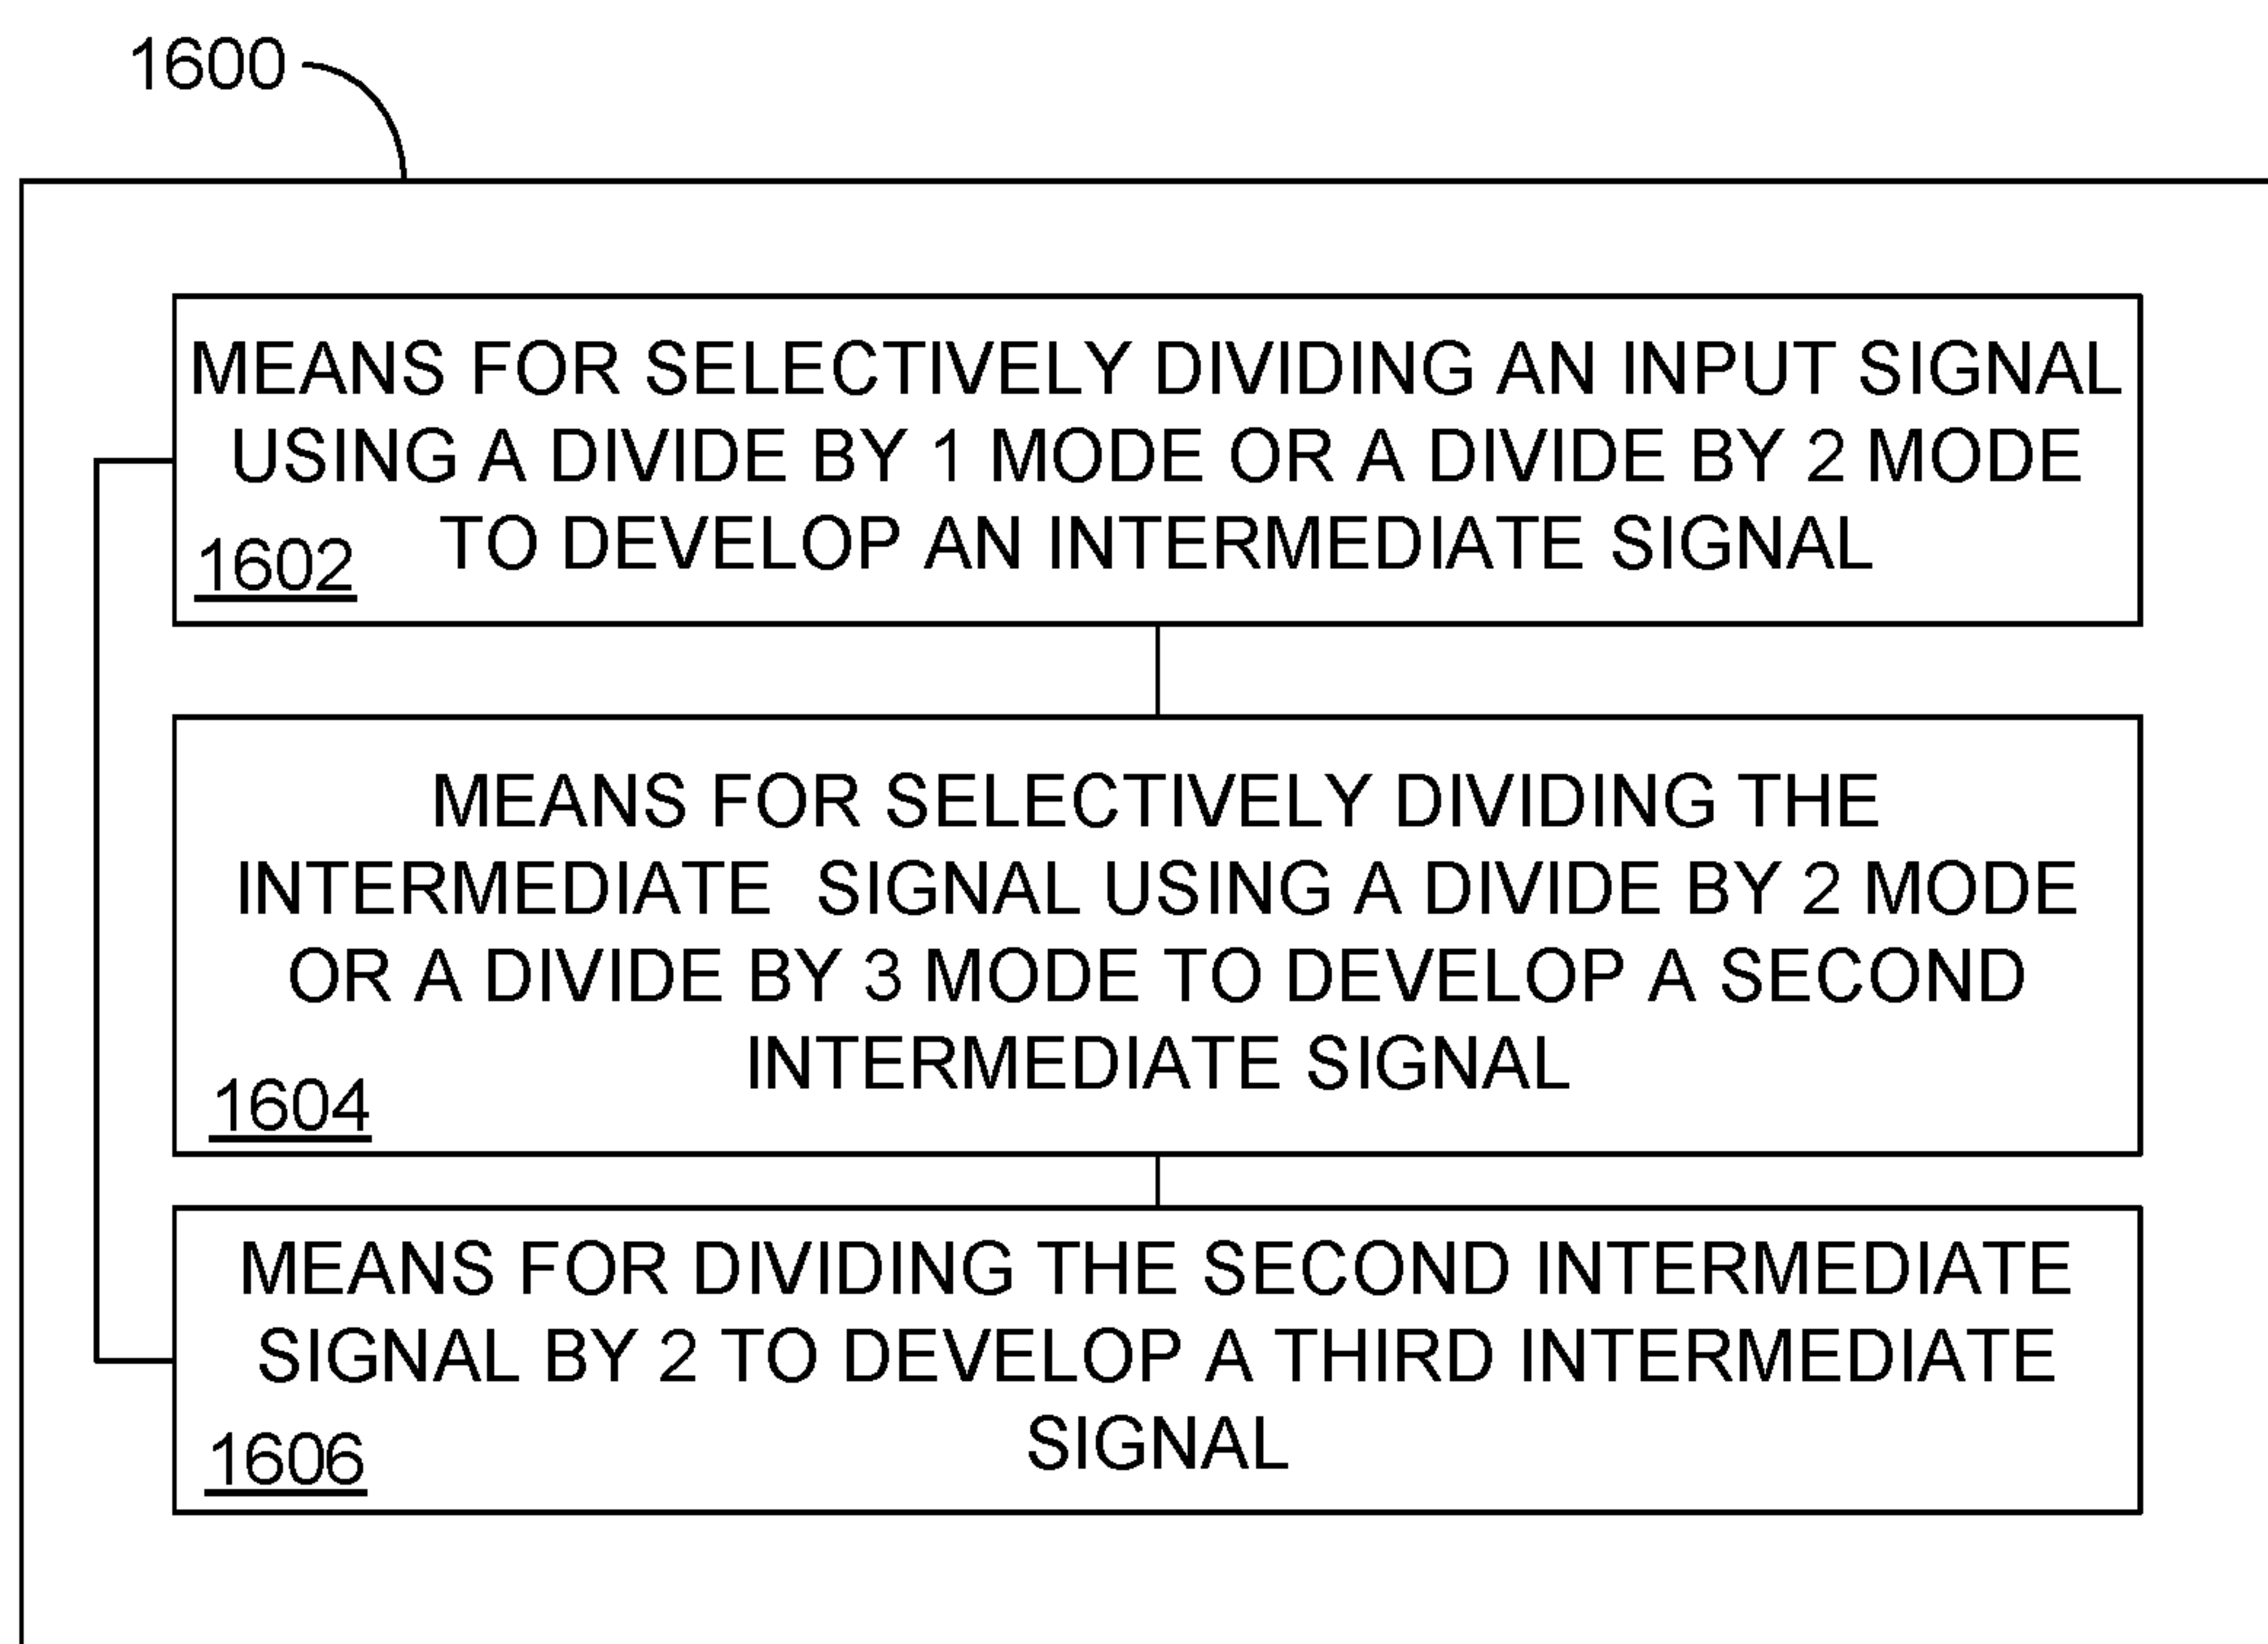 1600
MEANS FOR SELECTIVELY DIVIDING AN INPUT SIGNAL
USING A DIVIDE BY 1 MODE OR A DIVIDE BY 2 MODE
TO DEVELOP AN INTERMEDIATE SIGNAL
1602
MEANS FOR SELECTIVELY DIVIDING THE
INTERMEDIATE SIGNAL USING A DIVIDE BY 2 MODE
OR A DIVIDE BY 3 MODE TO DEVELOP A SECOND
INTERMEDIATE SIGNAL
1604
MEANS FOR DIVIDING THE SECOND INTERMEDIATE
SIGNAL BY 2 TO DEVELOP A THIRD INTERMEDIATE
SIGNAL
1606